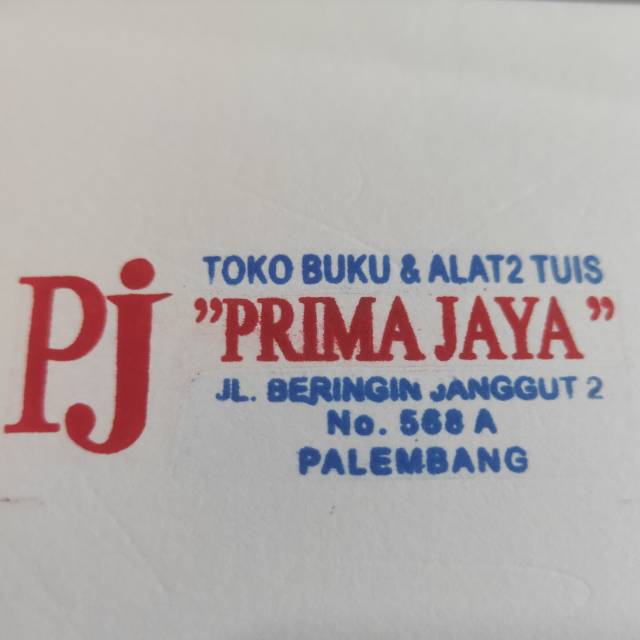 Pj
TOKO BUKU & ALAT2 TUIS
"PRIMA JAYA"
JL. BERINGIN JANGGUT 2
No. 568 A
PALEMBANG